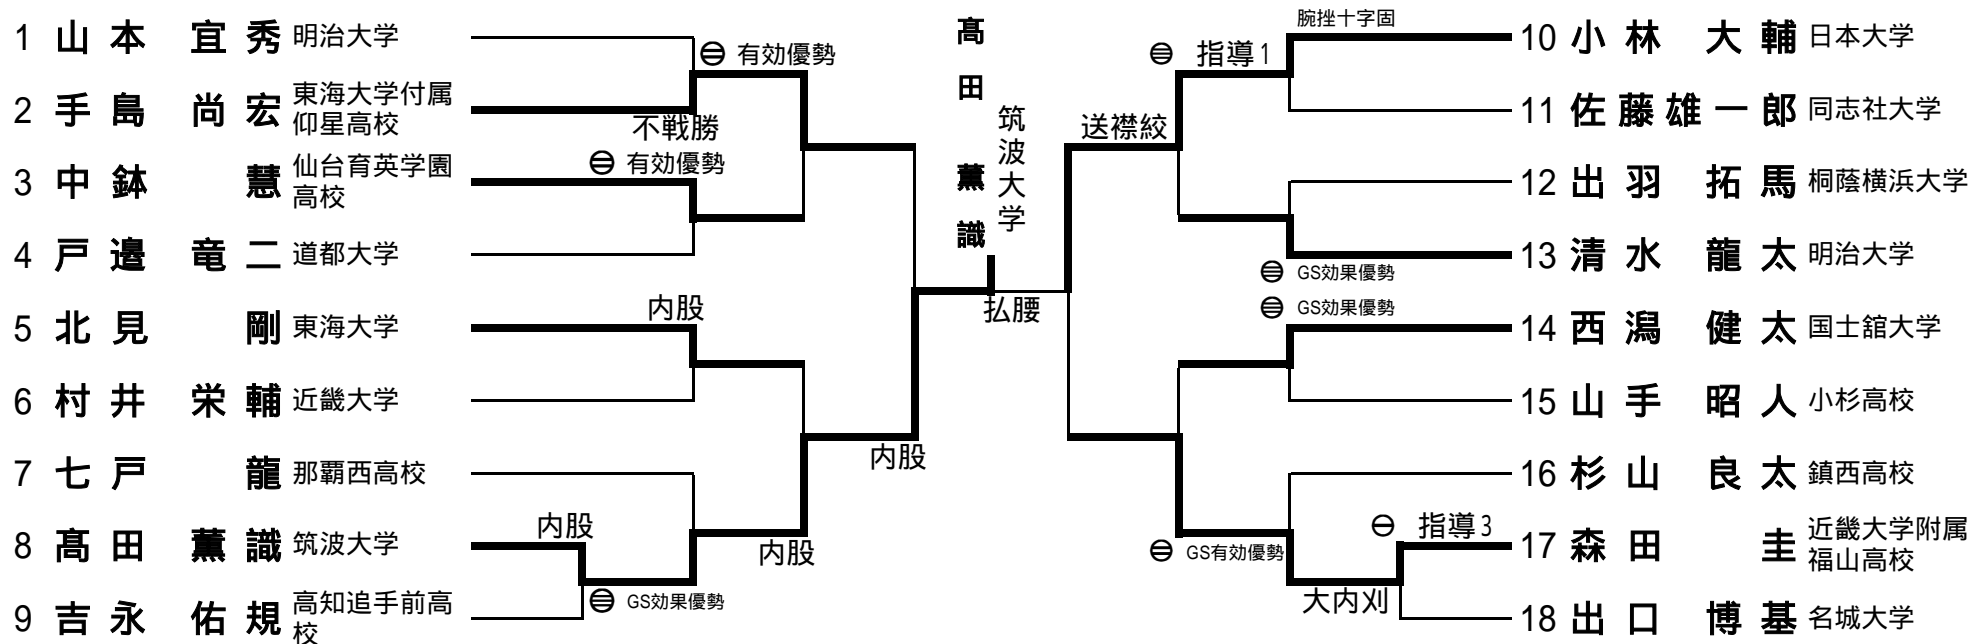 1 山本 宜秀 明治大学
2 手島 尚宏 東海大学付属
仰星高校
3 中鉢 慧 仙台育英学園
高校
4 戸邉 竜二 道都大学
5 北見 剛 東海大学
6 村井 栄輔 近畿大学
7 七戸 龍 那覇西高校
8 髙田 薫識 筑波大学
9 吉永 佑規 高知追手前高
校
有効優勢
不戦勝
有効優勢
内股
内股
GS効果優勢
内股
内股
髙田 薫識
筑波大学
払腰
腕挫十字固
指導1
送襟絞
GS効果優勢
GS効果優勢
GS有効優勢
指導3
大内刈
10 小林 大輔 日本大学
11 佐藤雄一郎 同志社大学
12 出羽 拓馬 桐蔭横浜大学
13 清水 龍太 明治大学
14 西潟 健太 国士舘大学
15 山手 昭人 小杉高校
16 杉山 良太 鎮西高校
17 森田 圭 近畿大学附属
福山高校
18 出口 博基 名城大学